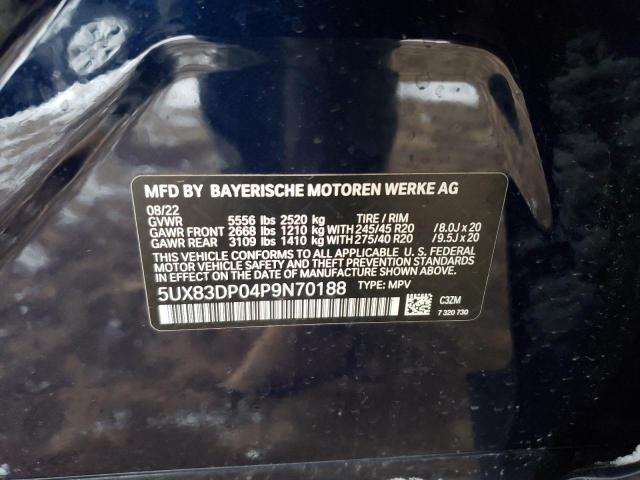 MFD BY BAYERISCHE MOTOREN WERKE AG
08/22
GVWR 5556 lbs 2520 kg TIRE / RIM
GAWR FRONT 2668 lbs 1210 kg WITH 245/45 R20 /8.0J x 20
GAWR REAR 3109 lbs 1410 kg WITH 275/40 R20 /9.5J x 20
THIS VEHICLE CONFORMS TO ALL APPLICABLE U.S. FEDERAL
MOTOR VEHICLE SAFETY, BUMPER, AND THEFT PREVENTION
STANDARDS IN EFFECT ON THE DATE OF MANUFACTURE SHOWN ABOVE.
5UX83DP04P9N70188 TYPE: MPV
C3ZM
7 320 730